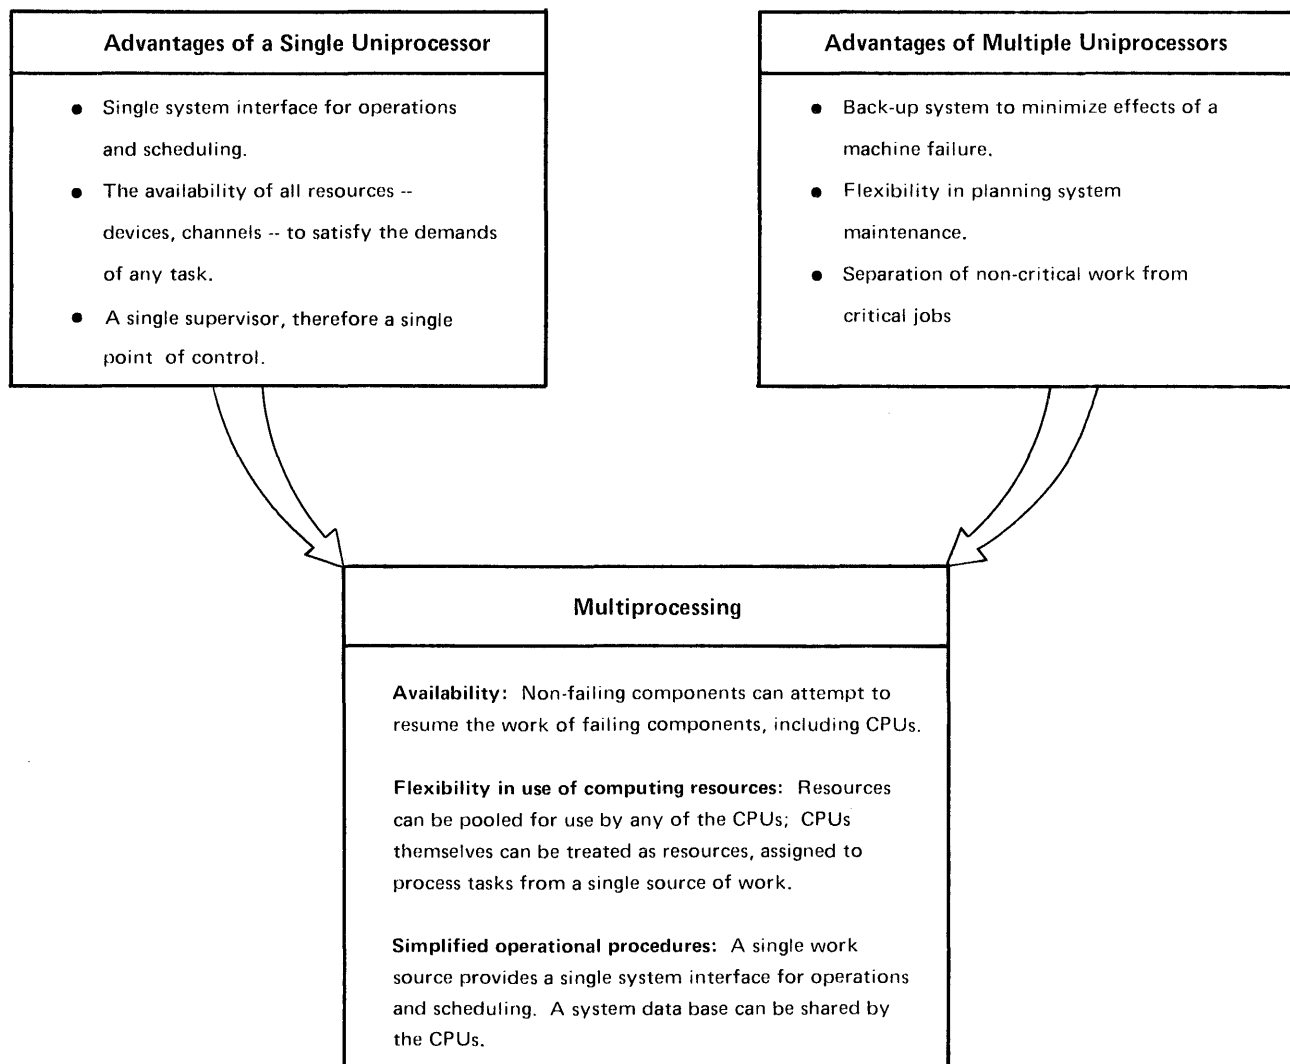 Advantages of a Single Uniprocessor
● Single system interface for operations
and scheduling.
● The availability of all resources --
devices, channels -- to satisfy the demands
of any task.
● A single supervisor, therefore a single
point of control.
Advantages of Multiple Uniprocessors
● Back-up system to minimize effects of a
machine failure.
● Flexibility in planning system
maintenance.
● Separation of non-critical work from
critical jobs
Multiprocessing
Availability: Non-failing components can attempt to
resume the work of failing components, including CPUs.
Flexibility in use of computing resources: Resources
can be pooled for use by any of the CPUs; CPUs
themselves can be treated as resources, assigned to
process tasks from a single source of work.
Simplified operational procedures: A single work
source provides a single system interface for operations
and scheduling. A system data base can be shared by
the CPUs.